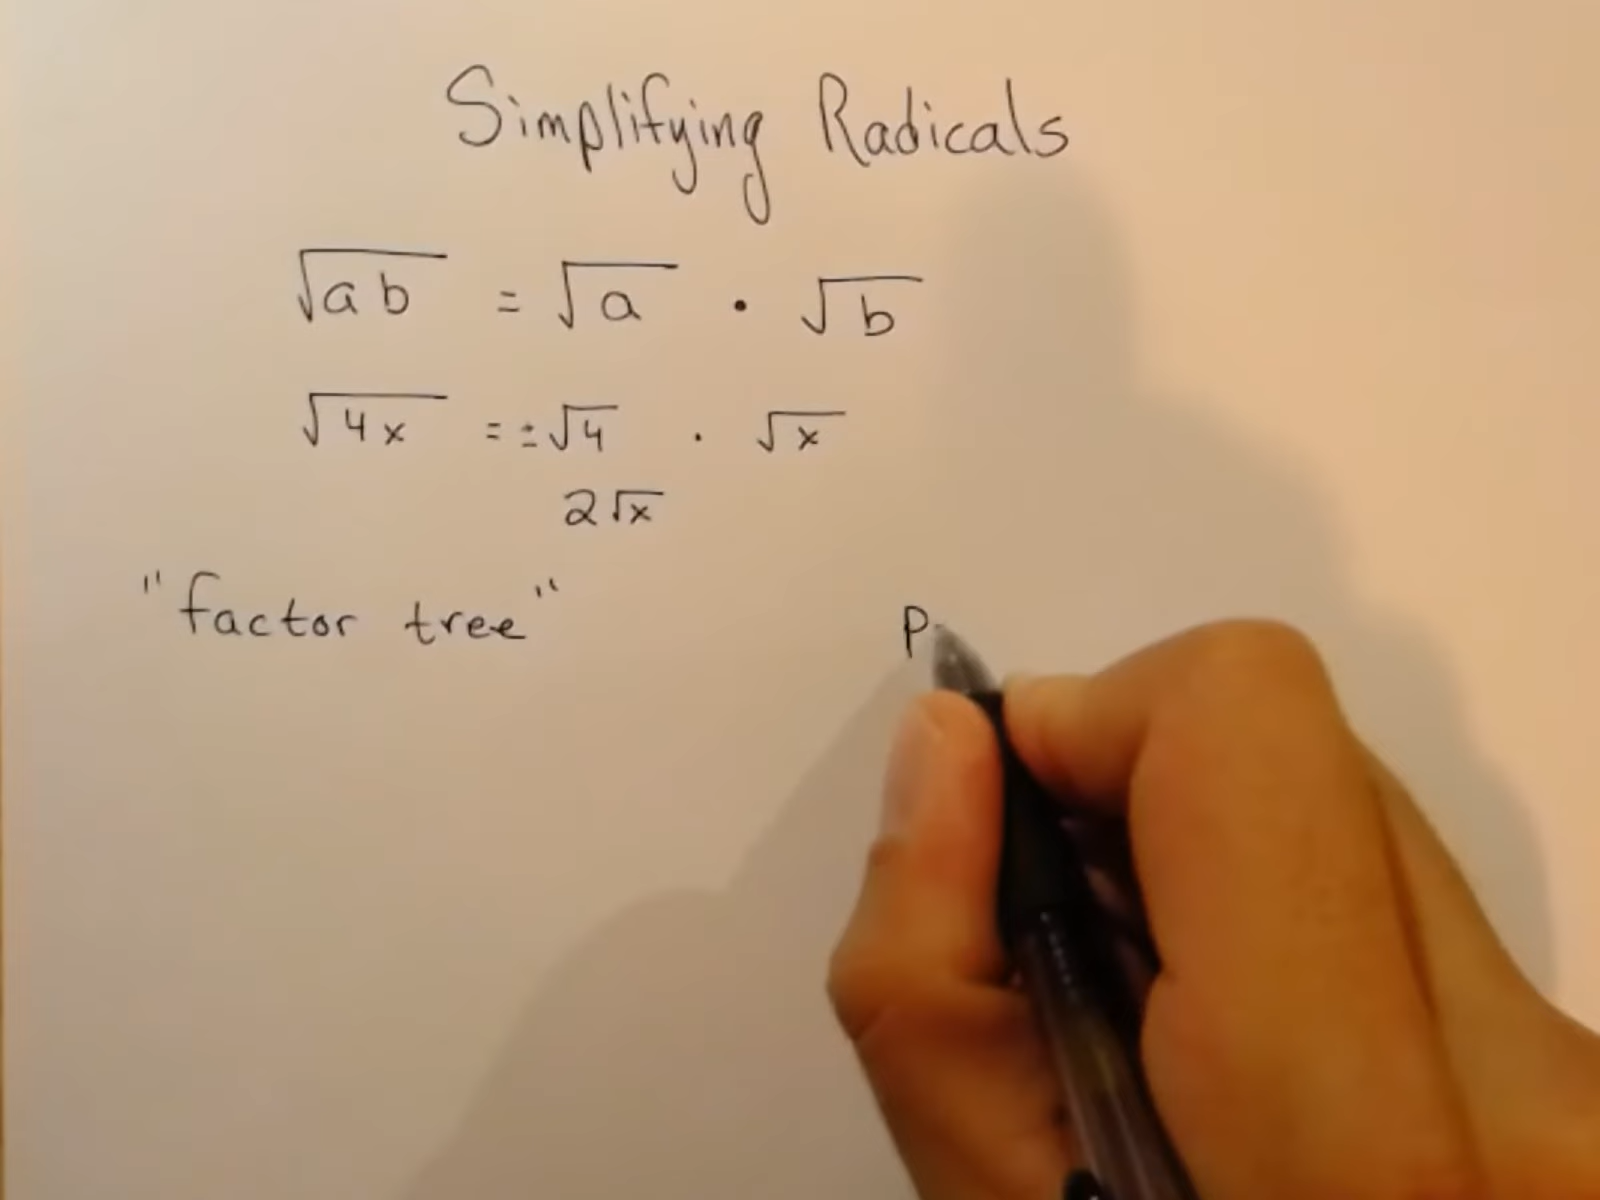 Simplifying Radicals
√ab = √a · √b
√4x = ±√4 · √x
2√x
"factor tree" P